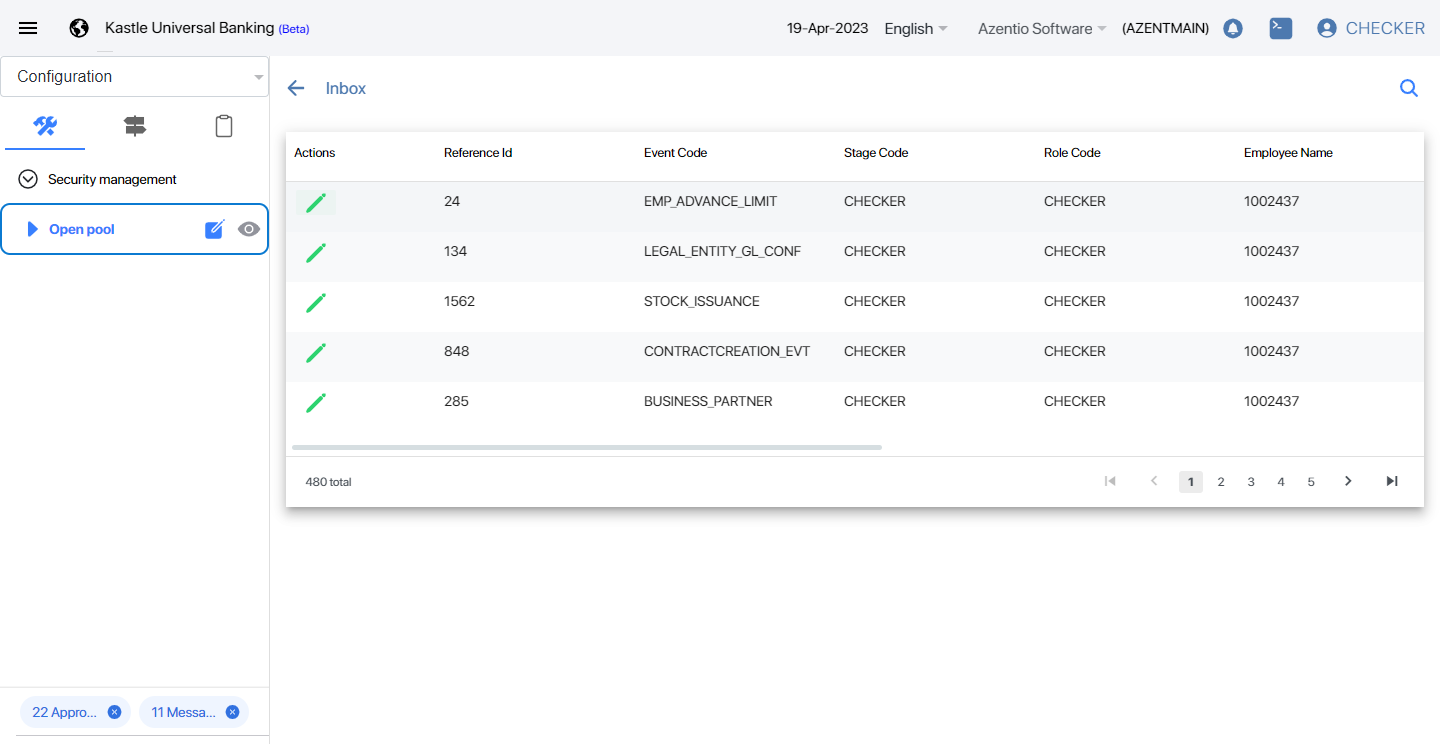 Kastle Universal Banking (Beta) 19-Apr-2023 English Azentio Software (AZENTMAIN) CHECKER
Configuration
Inbox
Security management
Open pool
Actions Reference Id Event Code Stage Code Role Code Employee Name
24 EMP_ADVANCE_LIMIT CHECKER CHECKER 1002437
134 LEGAL_ENTITY_GL_CONF CHECKER CHECKER 1002437
1562 STOCK_ISSUANCE CHECKER CHECKER 1002437
848 CONTRACTCREATION_EVT CHECKER CHECKER 1002437
285 BUSINESS_PARTNER CHECKER CHECKER 1002437
480 total 1 2 3 4 5
22 Appro... 11 Messa...